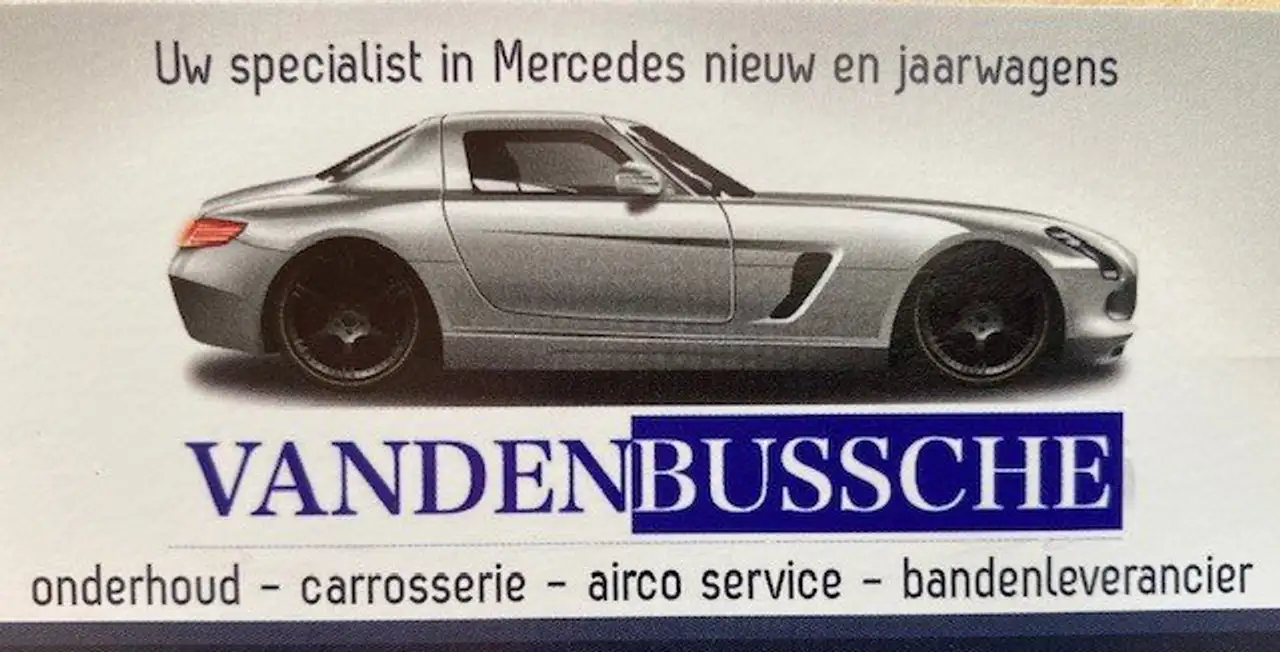 Uw specialist in Mercedes nieuw en jaarwagens
VANDENBUSSCHE
onderhoud - carrosserie - airco service - bandenleverancier